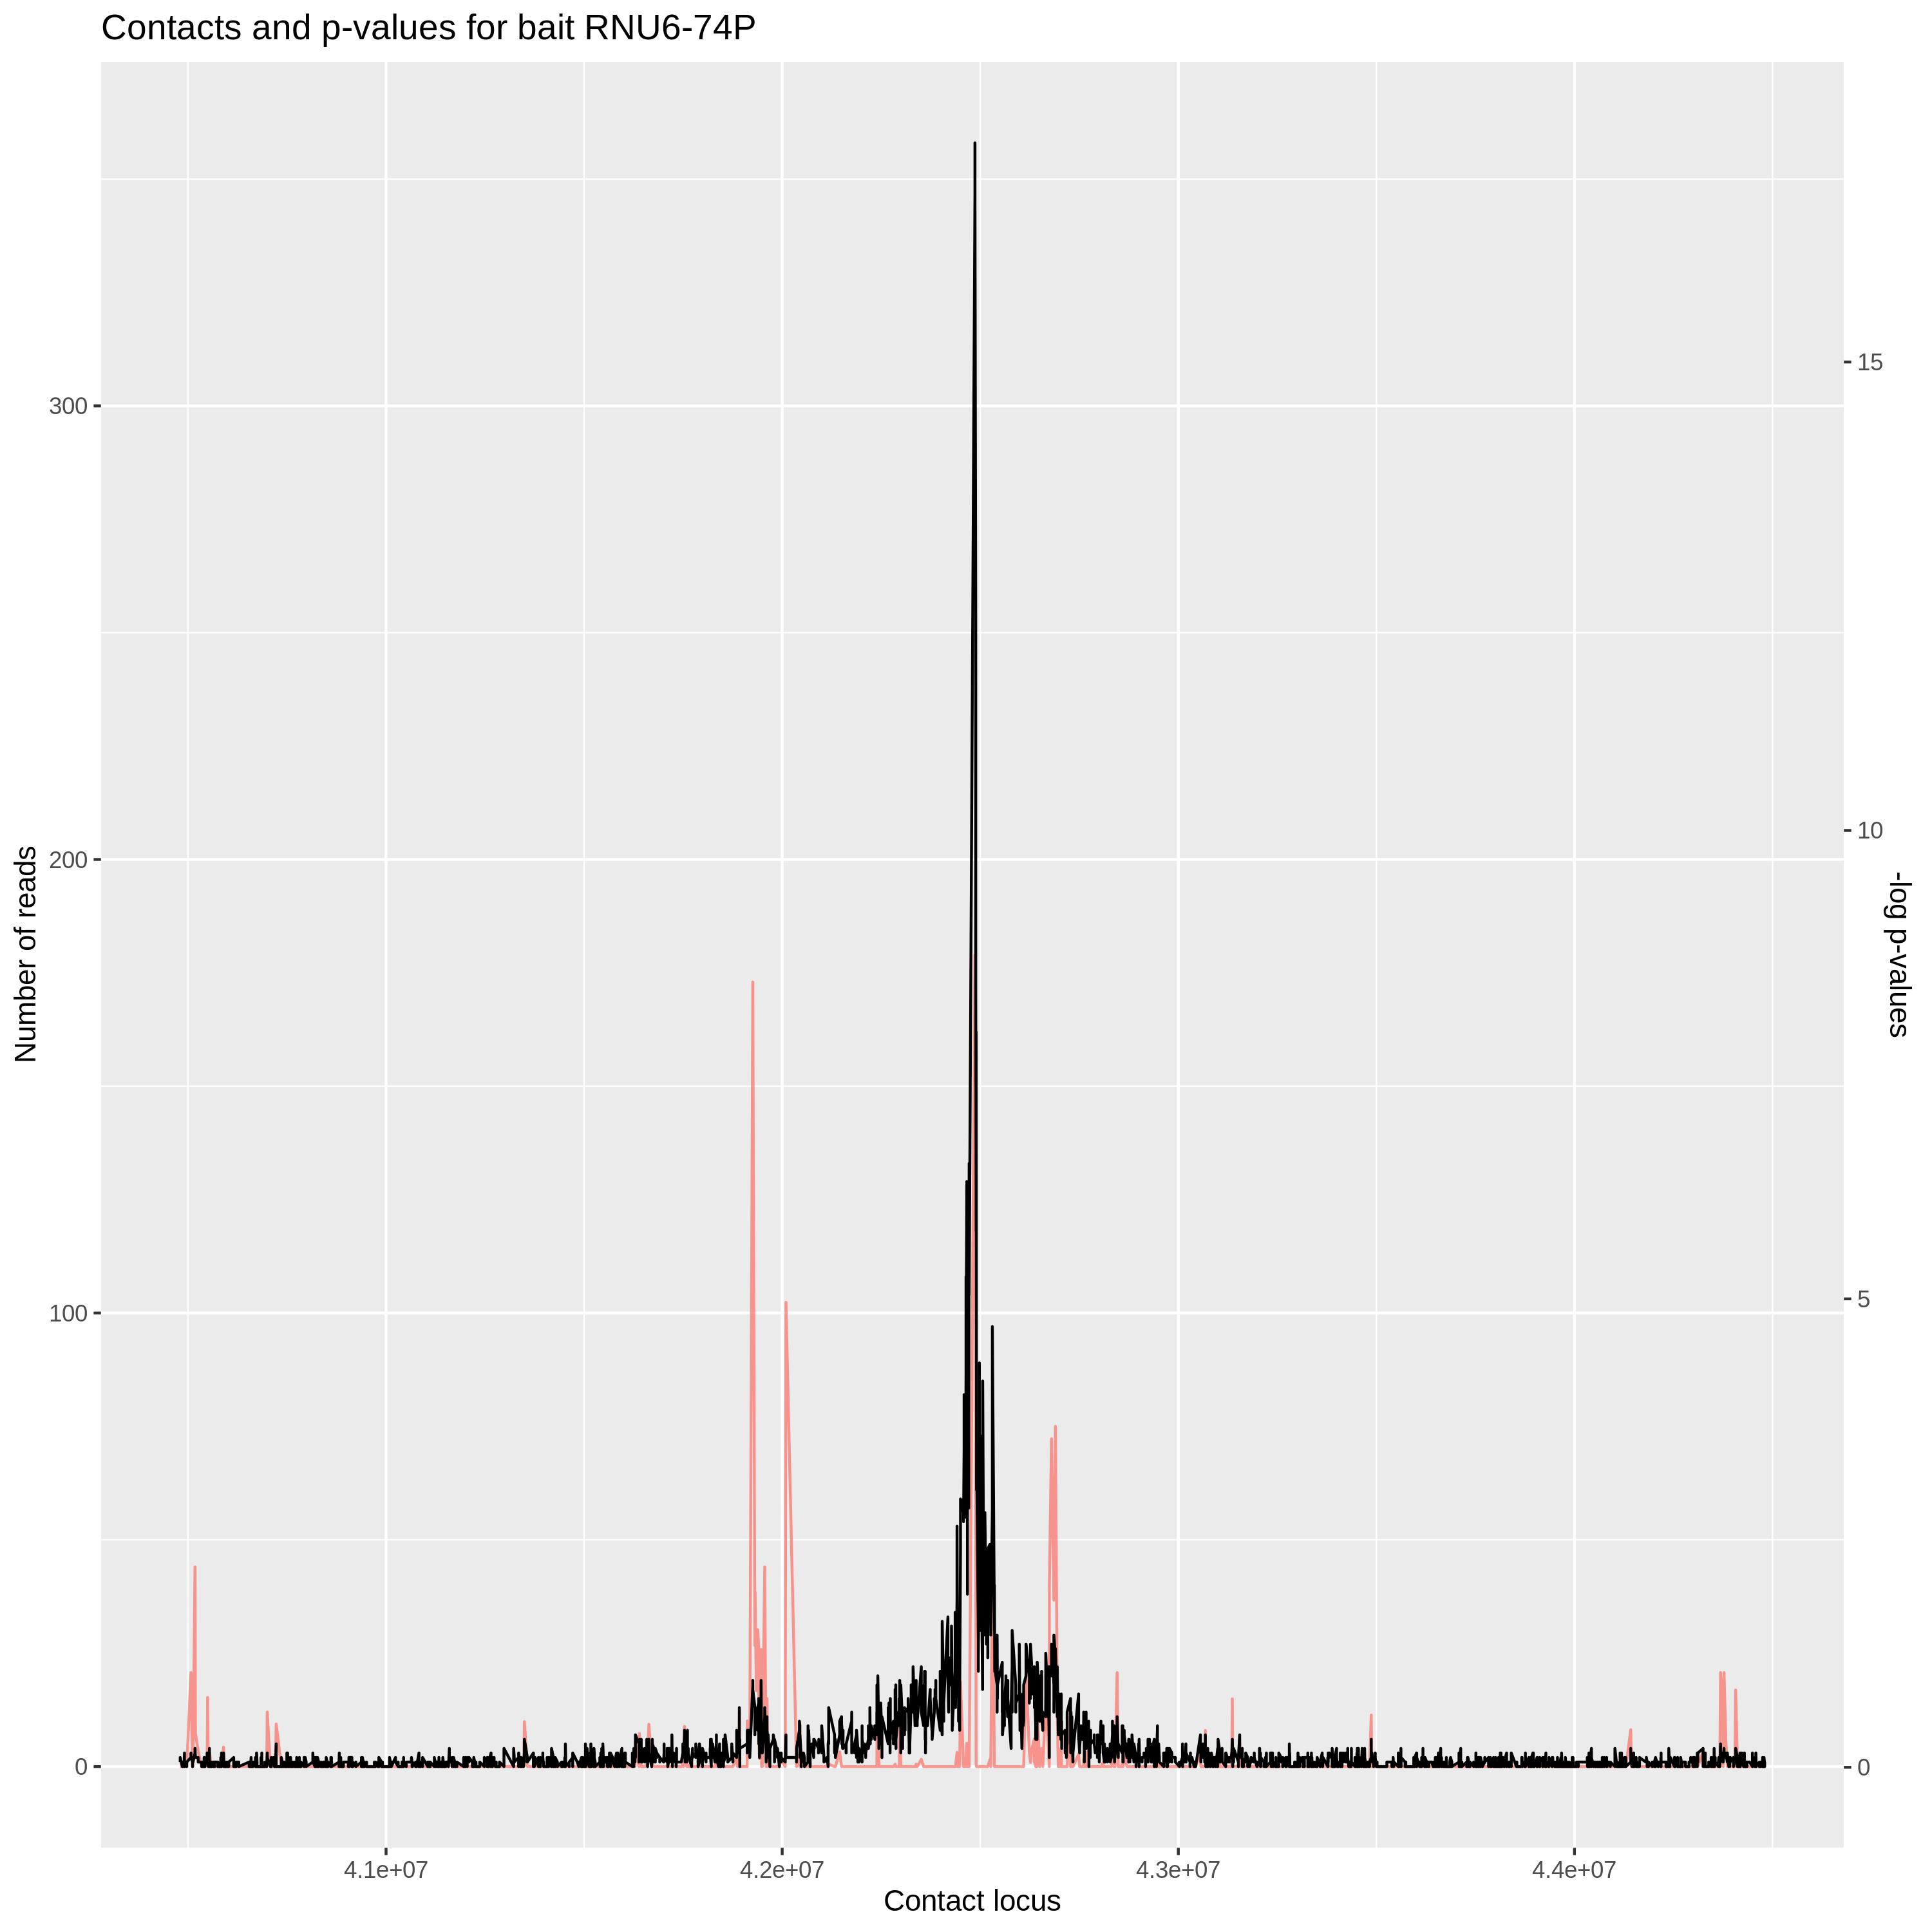 Contacts and p-values for bait RNU6-74P
300
200
100
0
Number of reads
15
10
5
0
-log p-values
4.1e+07 4.2e+07 4.3e+07 4.4e+07
Contact locus